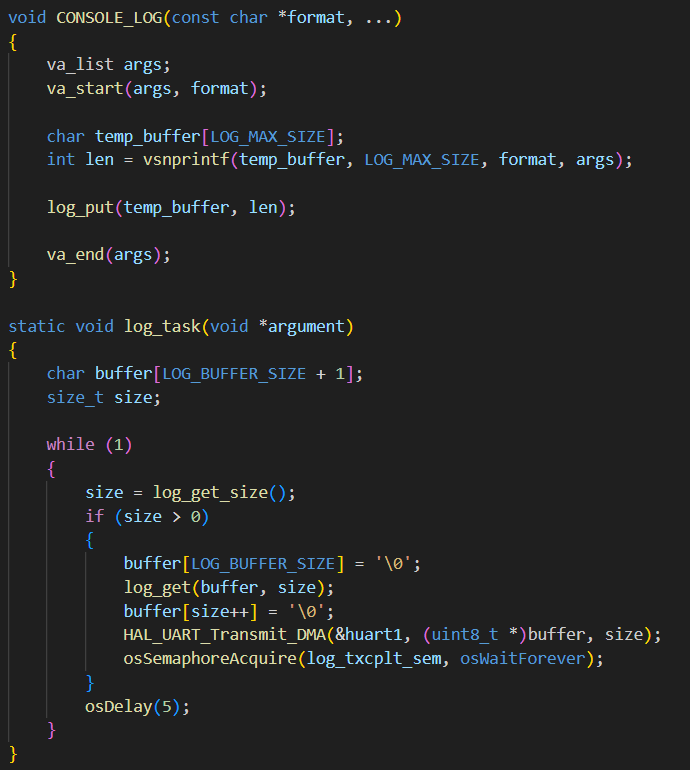 void CONSOLE_LOG(const char *format, ...)
{
    va_list args;
    va_start(args, format);

    char temp_buffer[LOG_MAX_SIZE];
    int len = vsnprintf(temp_buffer, LOG_MAX_SIZE, format, args);

    log_put(temp_buffer, len);

    va_end(args);
}

static void log_task(void *argument)
{
    char buffer[LOG_BUFFER_SIZE + 1];
    size_t size;

    while (1)
    {
        size = log_get_size();
        if (size > 0)
        {
            buffer[LOG_BUFFER_SIZE] = '\0';
            log_get(buffer, size);
            buffer[size++] = '\0';
            HAL_UART_Transmit_DMA(&huart1, (uint8_t *)buffer, size);
            osSemaphoreAcquire(log_txcplt_sem, osWaitForever);
        }
        osDelay(5);
    }
}